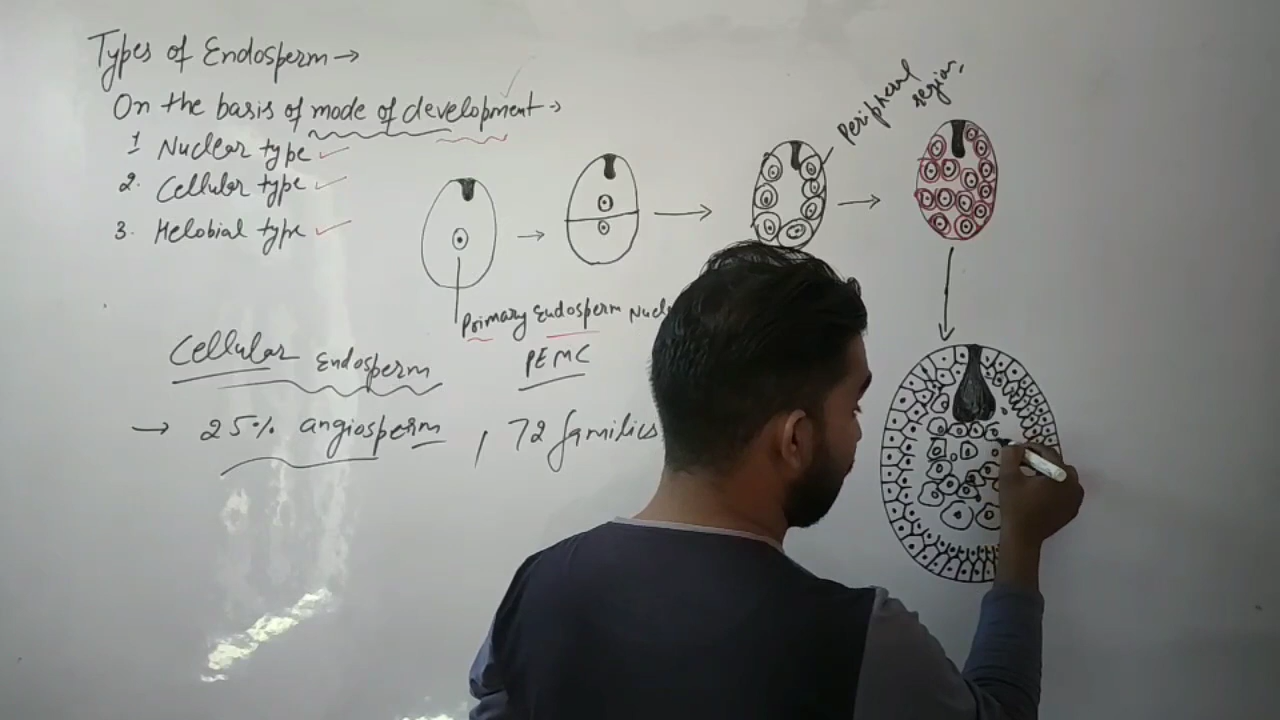 Types of Endosperm →
On the basis of mode of development →
1 Nuclear type
2. Cellular type
3. Helobial type
Peripheral
region,
Primary Endosperm
PEMC
Cellular Endosperm
→ 25% angiosperm, 72 families